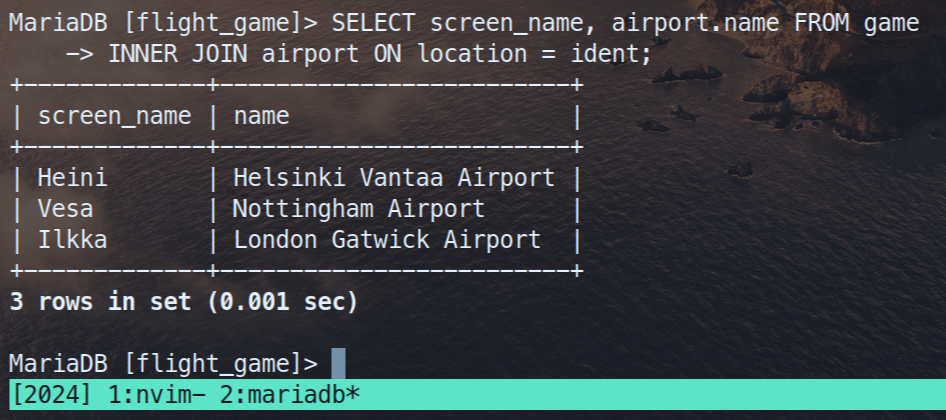 MariaDB [flight_game]> SELECT screen_name, airport.name FROM game
    -> INNER JOIN airport ON location = ident;
+-------------+-------------------------+
| screen_name | name                    |
+-------------+-------------------------+
| Heini       | Helsinki Vantaa Airport |
| Vesa        | Nottingham Airport      |
| Ilkka       | London Gatwick Airport  |
+-------------+-------------------------+
3 rows in set (0.001 sec)

MariaDB [flight_game]>
[2024] 1:nvim- 2:mariadb*